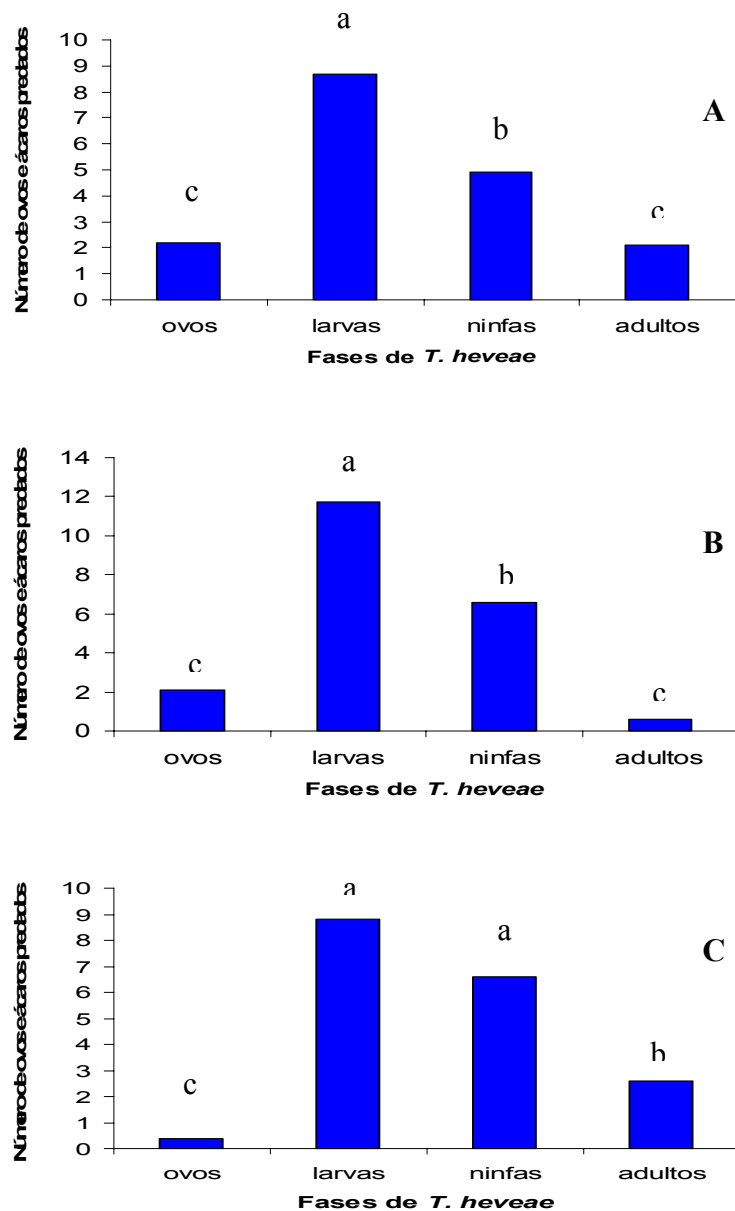 a
10
9
8
7
6
5
4
3
2
1
0
Número de ovos e ácaros predados
A
b
c
c
ovos larvas ninfas adultos
Fases de T. heveae
14
12
10
8
6
4
2
0
Número de ovos e ácaros predados
a
B
b
c
c
ovos larvas ninfas adultos
Fases de T. heveae
10
9
8
7
6
5
4
3
2
1
0
Número de ovos e ácaros predados
a
a
C
b
c
ovos larvas ninfas adultos
Fases de T. heveae